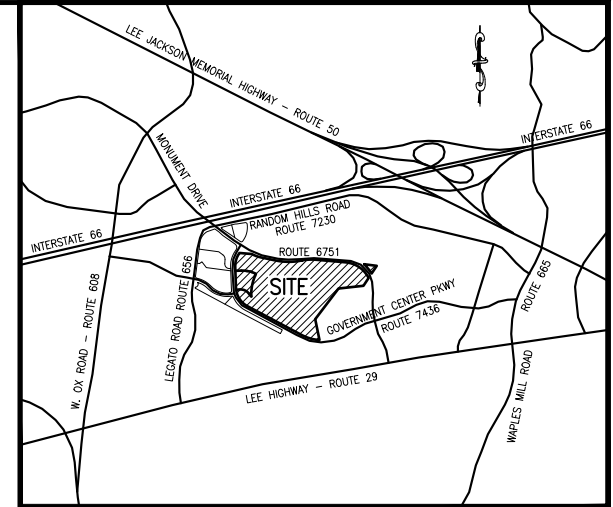 LEE JACKSON MEMORIAL HIGHWAY - ROUTE 50
INTERSTATE 66
MONUMENT DRIVE
INTERSTATE 66
RANDOM HILLS ROAD
ROUTE 7230
INTERSTATE 66
ROUTE 6751
SITE
LEGATO ROAD ROUTE 656
W. OX ROAD - ROUTE 608
GOVERNMENT CENTER PKWY
ROUTE 7436
ROUTE 665
WAPLES MILL ROAD
LEE HIGHWAY - ROUTE 29